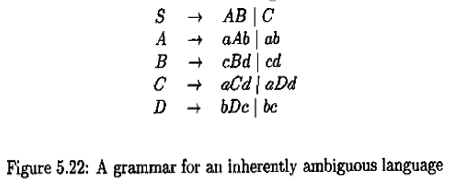 S → AB | C
A → aAb | ab
B → cBd | cd
C → aCd | aDd
D → bDc | bc
Figure 5.22: A grammar for an inherently ambiguous language